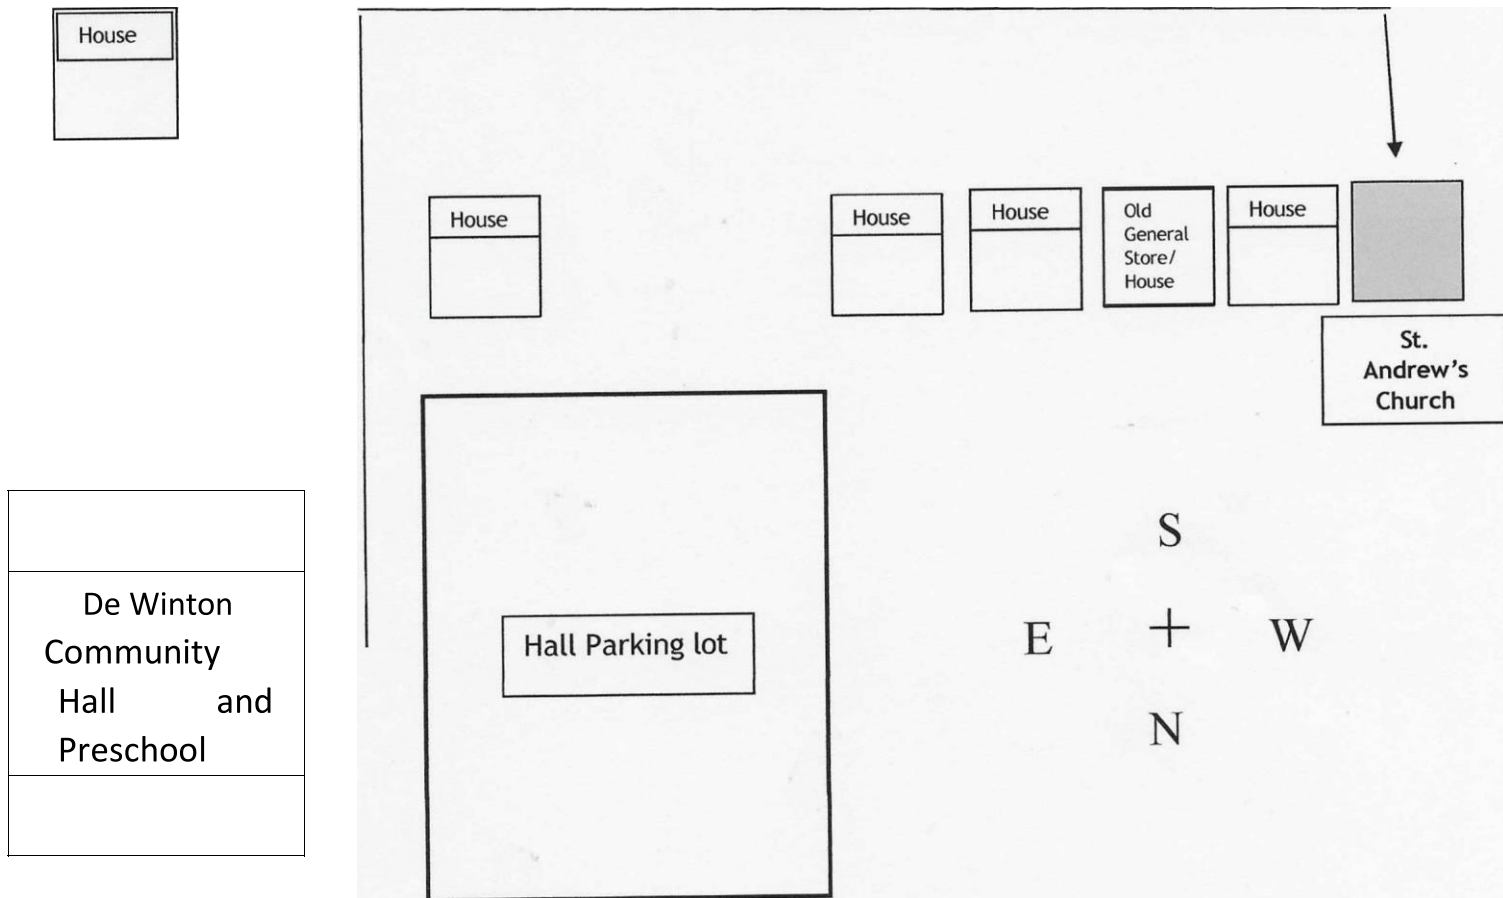 House
House
House
House
Old
General
Store/
House
House
St.
Andrew's
Church
De Winton
Community
Hall and
Preschool
Hall Parking lot
S
E W
N